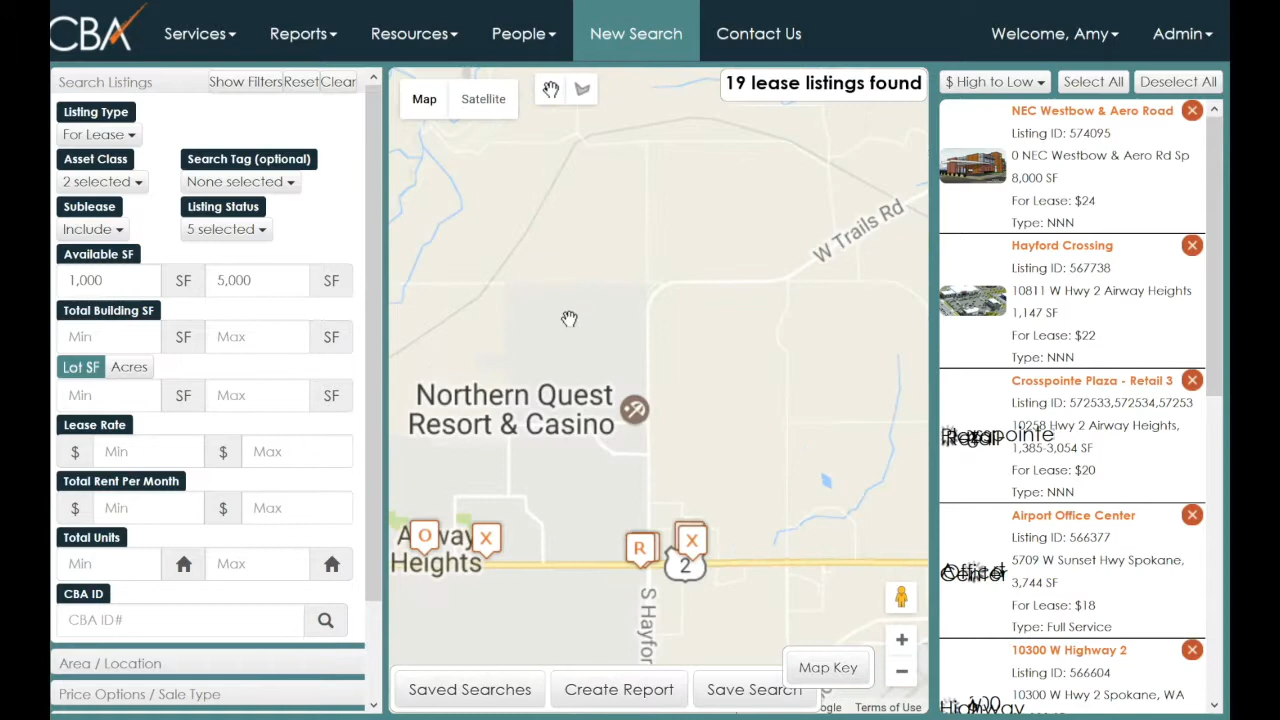 CBA
Services
Reports
Resources
People
New Search
Contact Us
Welcome, Amy
Admin
Search Listings
Show Filters
Reset
Clear
Listing Type
For Lease
Asset Class
Search Tag (optional)
2 selected
None selected
Sublease
Listing Status
Include
5 selected
Available SF
1,000 SF 5,000 SF
Total Building SF
Min SF Max SF
Lot SF Acres
Min SF Max SF
Lease Rate
$ Min $ Max
Total Rent Per Month
$ Min $ Max
Total Units
Min Max
CBA ID
CBA ID#
Area / Location
Price Options / Sale Type
Map
Satellite
19 lease listings found
W Trails Rd
Northern Quest
Resort & Casino
O
X
R
X
Heights
2
S Hayfor
Map Key
Saved Searches
Create Report
Save Search
Terms of Use
$ High to Low
Select All
Deselect All
NEC Westbow & Aero Road
Listing ID: 574095
0 NEC Westbow & Aero Rd Sp
8,000 SF
For Lease: $24
Type: NNN
Hayford Crossing
Listing ID: 567738
10811 W Hwy 2 Airway Heights
1,147 SF
For Lease: $22
Type: NNN
Crosspointe Plaza - Retail 3
Listing ID: 572533,572534,57253
10258 Hwy 2 Airway Heights,
1,385-3,054 SF
For Lease: $20
Type: NNN
Airport Office Center
Listing ID: 566377
5709 W Sunset Hwy Spokane,
3,744 SF
For Lease: $18
Type: Full Service
10300 W Highway 2
Listing ID: 566604
10300 W Hwy 2 Spokane, WA
400 SF